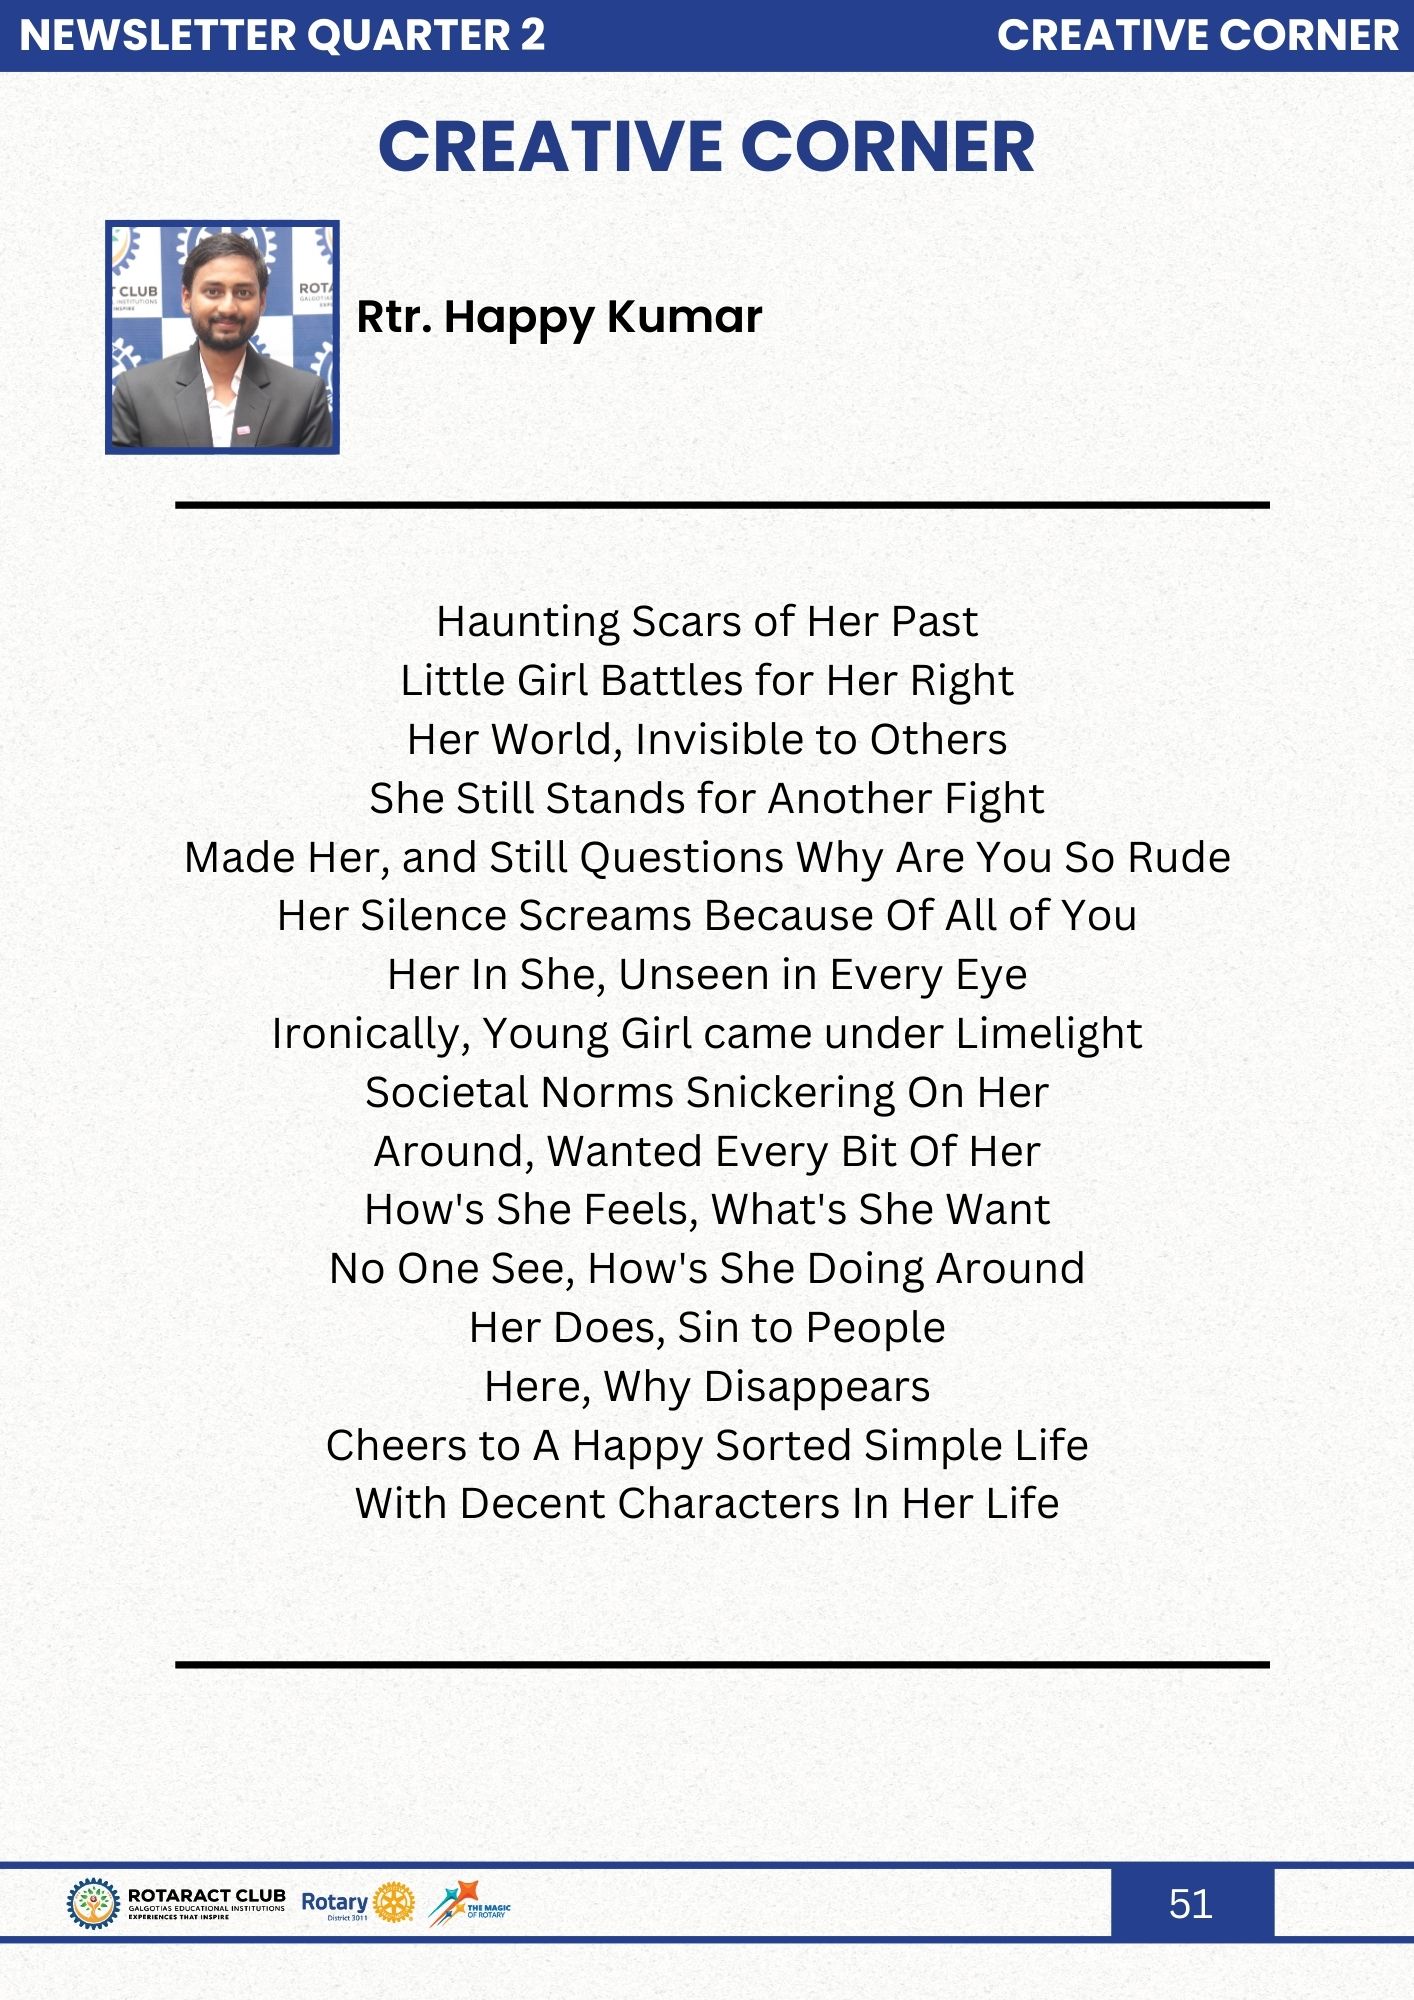 NEWSLETTER QUARTER 2
CREATIVE CORNER
CREATIVE CORNER
T CLUB
INSTITUTIONS
INSPIRE
ROTA
Rtr. Happy Kumar
Haunting Scars of Her Past
Little Girl Battles for Her Right
Her World, Invisible to Others
She Still Stands for Another Fight
Made Her, and Still Questions Why Are You So Rude
Her Silence Screams Because Of All of You
Her In She, Unseen in Every Eye
Ironically, Young Girl came under Limelight
Societal Norms Snickering On Her
Around, Wanted Every Bit Of Her
How's She Feels, What's She Want
No One See, How's She Doing Around
Her Does, Sin to People
Here, Why Disappears
Cheers to A Happy Sorted Simple Life
With Decent Characters In Her Life
ROTARACT CLUB
GALGOTIAS EDUCATIONAL INSTITUTIONS
EXPERIENCES THAT INSPIRE
Rotary
District 3011
THE MAGIC
OF ROTARY
51